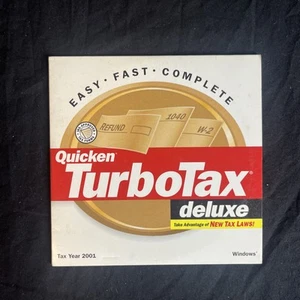 EASY · FAST · COMPLETE
REFUND
1040
W-2
Quicken®
TurboTax®
deluxe
Take Advantage of NEW TAX LAWS!
Tax Year 2001
Windows®